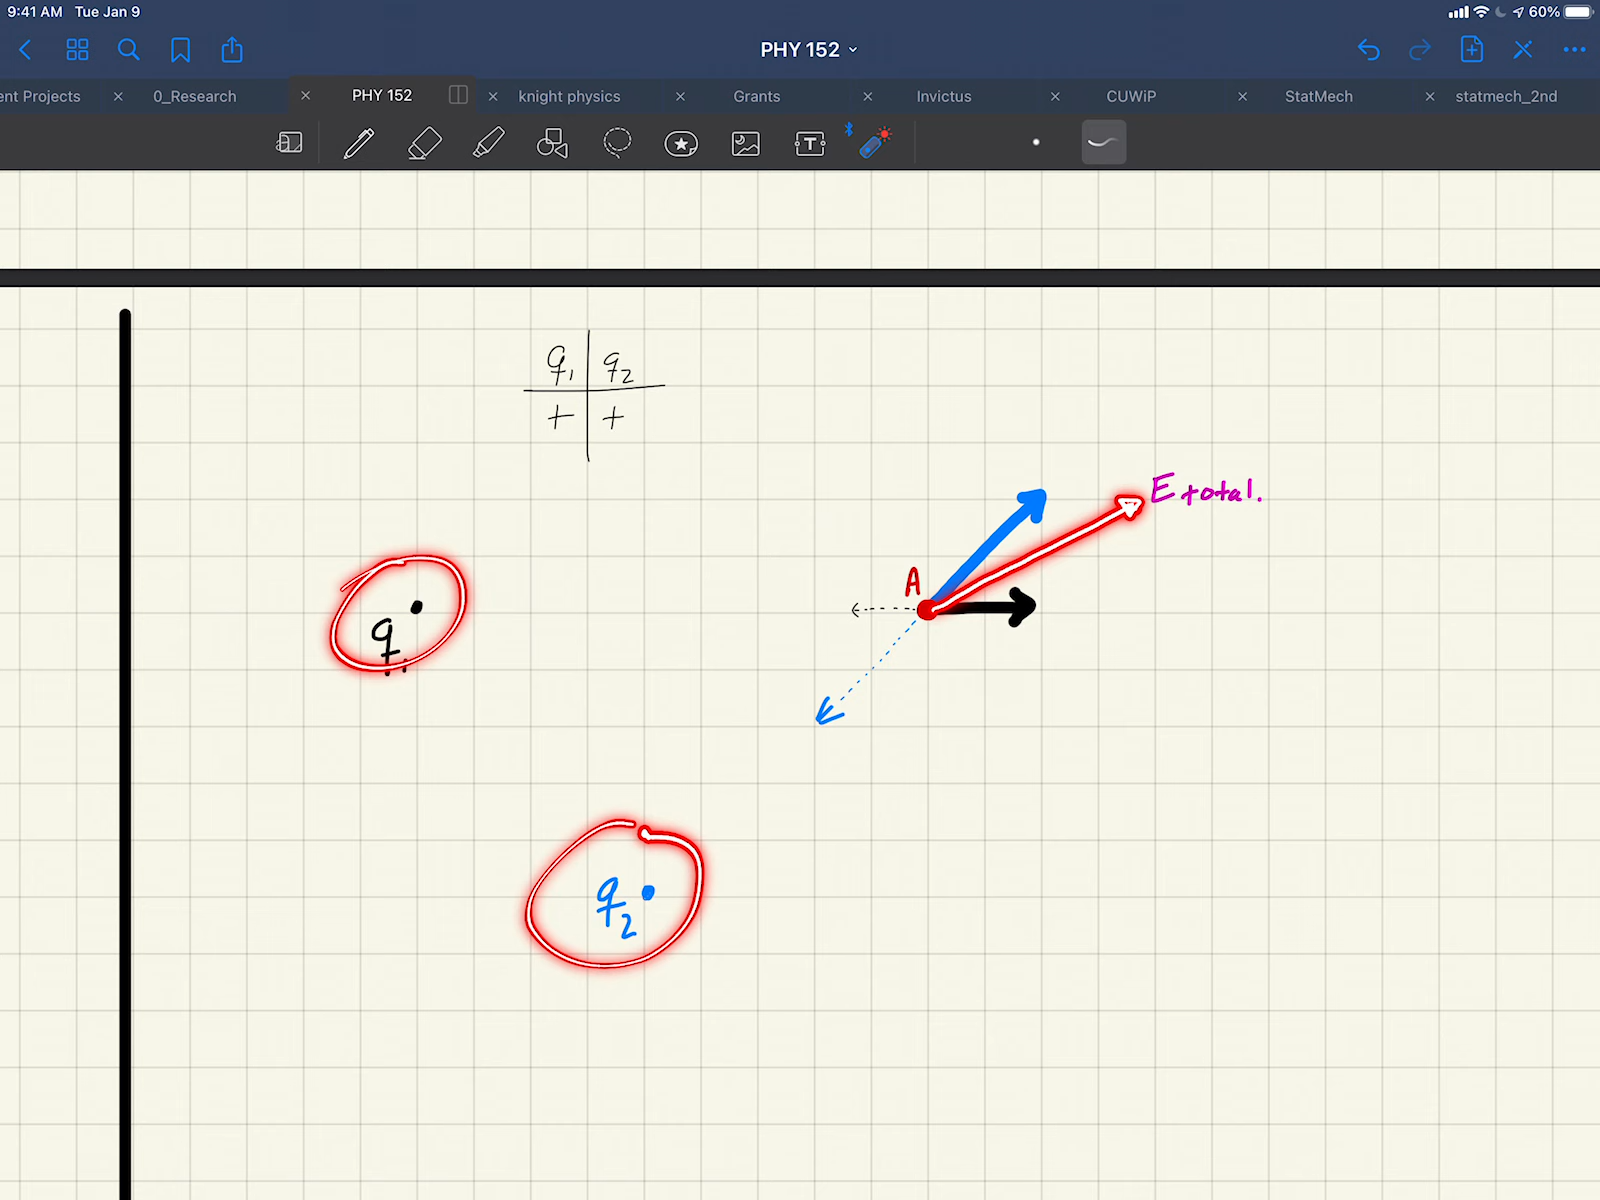 9:41 AM Tue Jan 9 60%
PHY 152
ent Projects 0_Research PHY 152 knight physics Grants Invictus CUWiP StatMech statmech_2nd
T
q₁ q₂
+ +
E total.
A
q₁
q₂